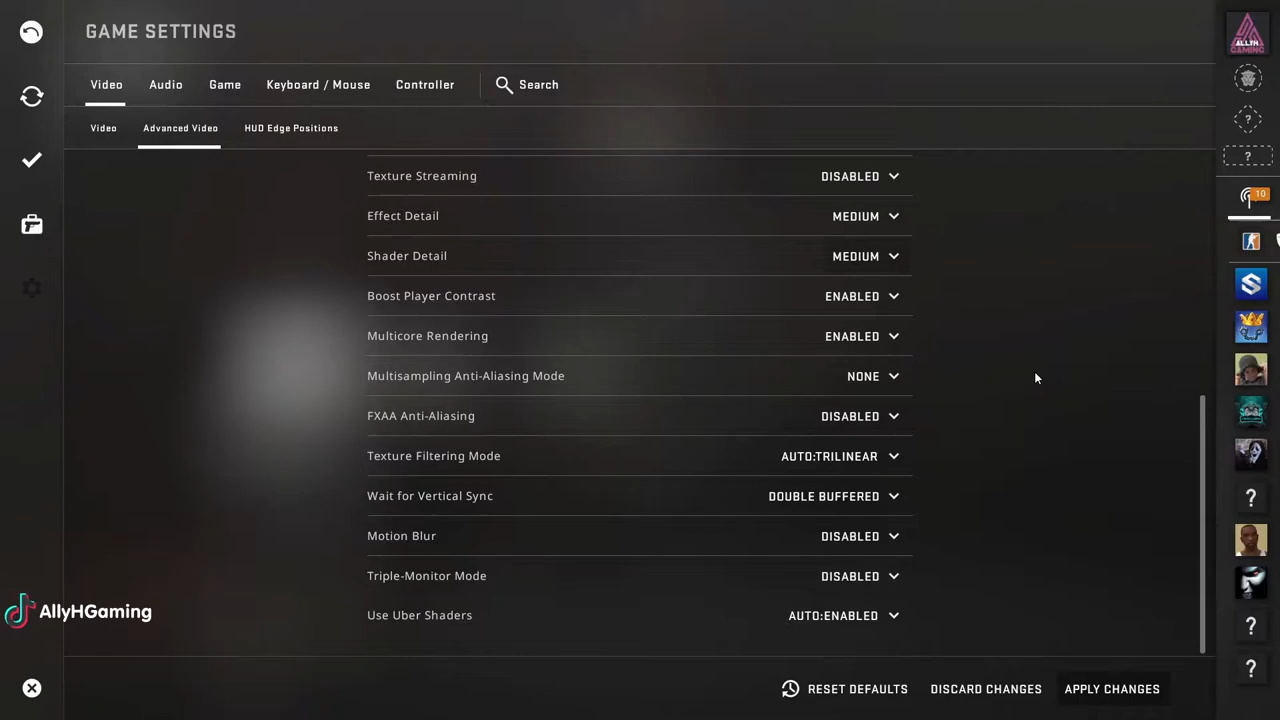 GAME SETTINGS
Video Audio Game Keyboard / Mouse Controller Search
Video Advanced Video HUD Edge Positions
Texture Streaming DISABLED
Effect Detail MEDIUM
Shader Detail MEDIUM
Boost Player Contrast ENABLED
Multicore Rendering ENABLED
Multisampling Anti-Aliasing Mode NONE
FXAA Anti-Aliasing DISABLED
Texture Filtering Mode AUTO:TRILINEAR
Wait for Vertical Sync DOUBLE BUFFERED
Motion Blur DISABLED
Triple-Monitor Mode DISABLED
Use Uber Shaders AUTO:ENABLED
RESET DEFAULTS DISCARD CHANGES APPLY CHANGES
AllyHGaming
ALLYH
GAMING
?
?
10
?
?
?